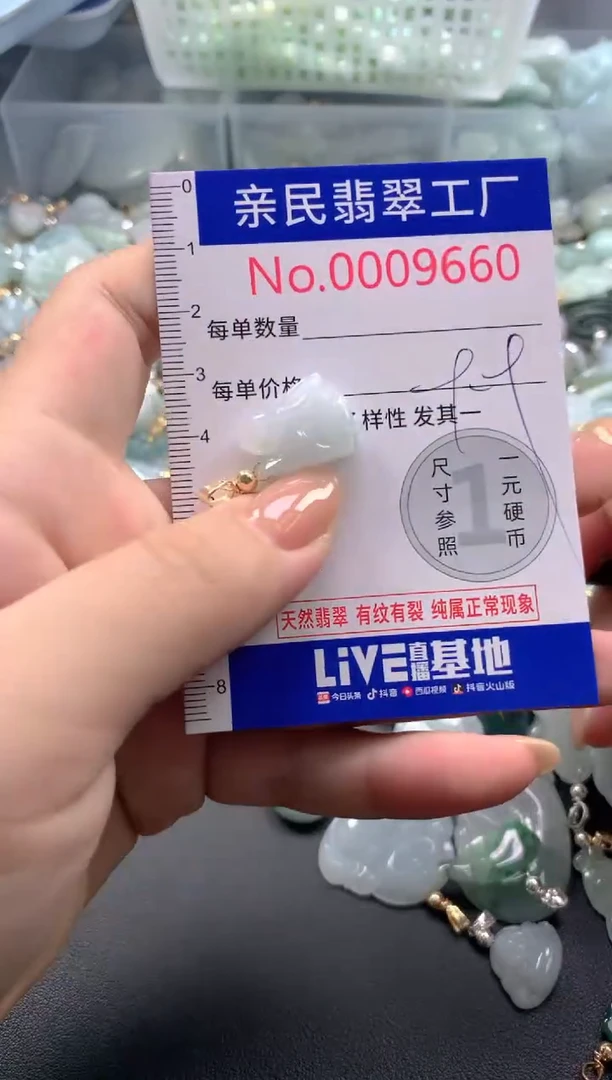 亲民翡翠工厂
No.0009660
每单数量
每单价格
样性 发其一
尺寸参照
1
一元硬币
天然翡翠 有纹有裂 纯属正常现象
LiVE直播基地
今日头条 抖音 西瓜视频 抖音火山版
0
1
2
3
4
8